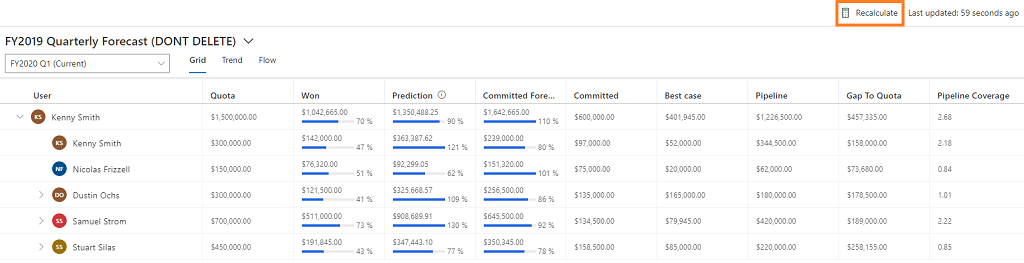 Recalculate Last updated: 59 seconds ago
FY2019 Quarterly Forecast (DONT DELETE)
FY2020 Q1 (Current) Grid Trend Flow
User Quota Won Prediction Committed Fore... Committed Best case Pipeline Gap To Quota Pipeline Coverage
KS Kenny Smith $1,500,000.00 $1,042,665.00 70 % $1,350,488.25 90 % $1,642,665.00 110 % $600,000.00 $401,945.00 $1,226,500.00 $457,335.00 2.68
KS Kenny Smith $300,000.00 $142,000.00 47 % $363,387.62 121 % $239,000.00 80 % $97,000.00 $52,000.00 $344,500.00 $158,000.00 2.18
NF Nicolas Frizzell $150,000.00 $76,320.00 51 % $92,299.05 62 % $151,320.00 101 % $75,000.00 $20,000.00 $62,000.00 $73,680.00 0.84
DO Dustin Ochs $300,000.00 $121,500.00 41 % $325,668.57 109 % $256,500.00 86 % $135,000.00 $165,000.00 $180,000.00 $178,500.00 1.01
SS Samuel Strom $700,000.00 $511,000.00 73 % $908,689.91 130 % $645,500.00 92 % $134,500.00 $79,945.00 $420,000.00 $189,000.00 2.22
SS Stuart Silas $450,000.00 $191,845.00 43 % $347,443.10 77 % $350,345.00 78 % $158,500.00 $85,000.00 $220,000.00 $258,155.00 0.85